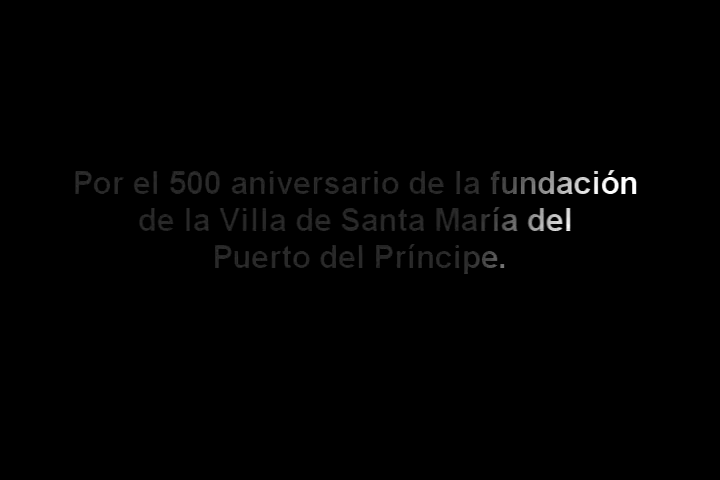 Por el 500 aniversario de la fundación
de la Villa de Santa María del
Puerto del Príncipe.